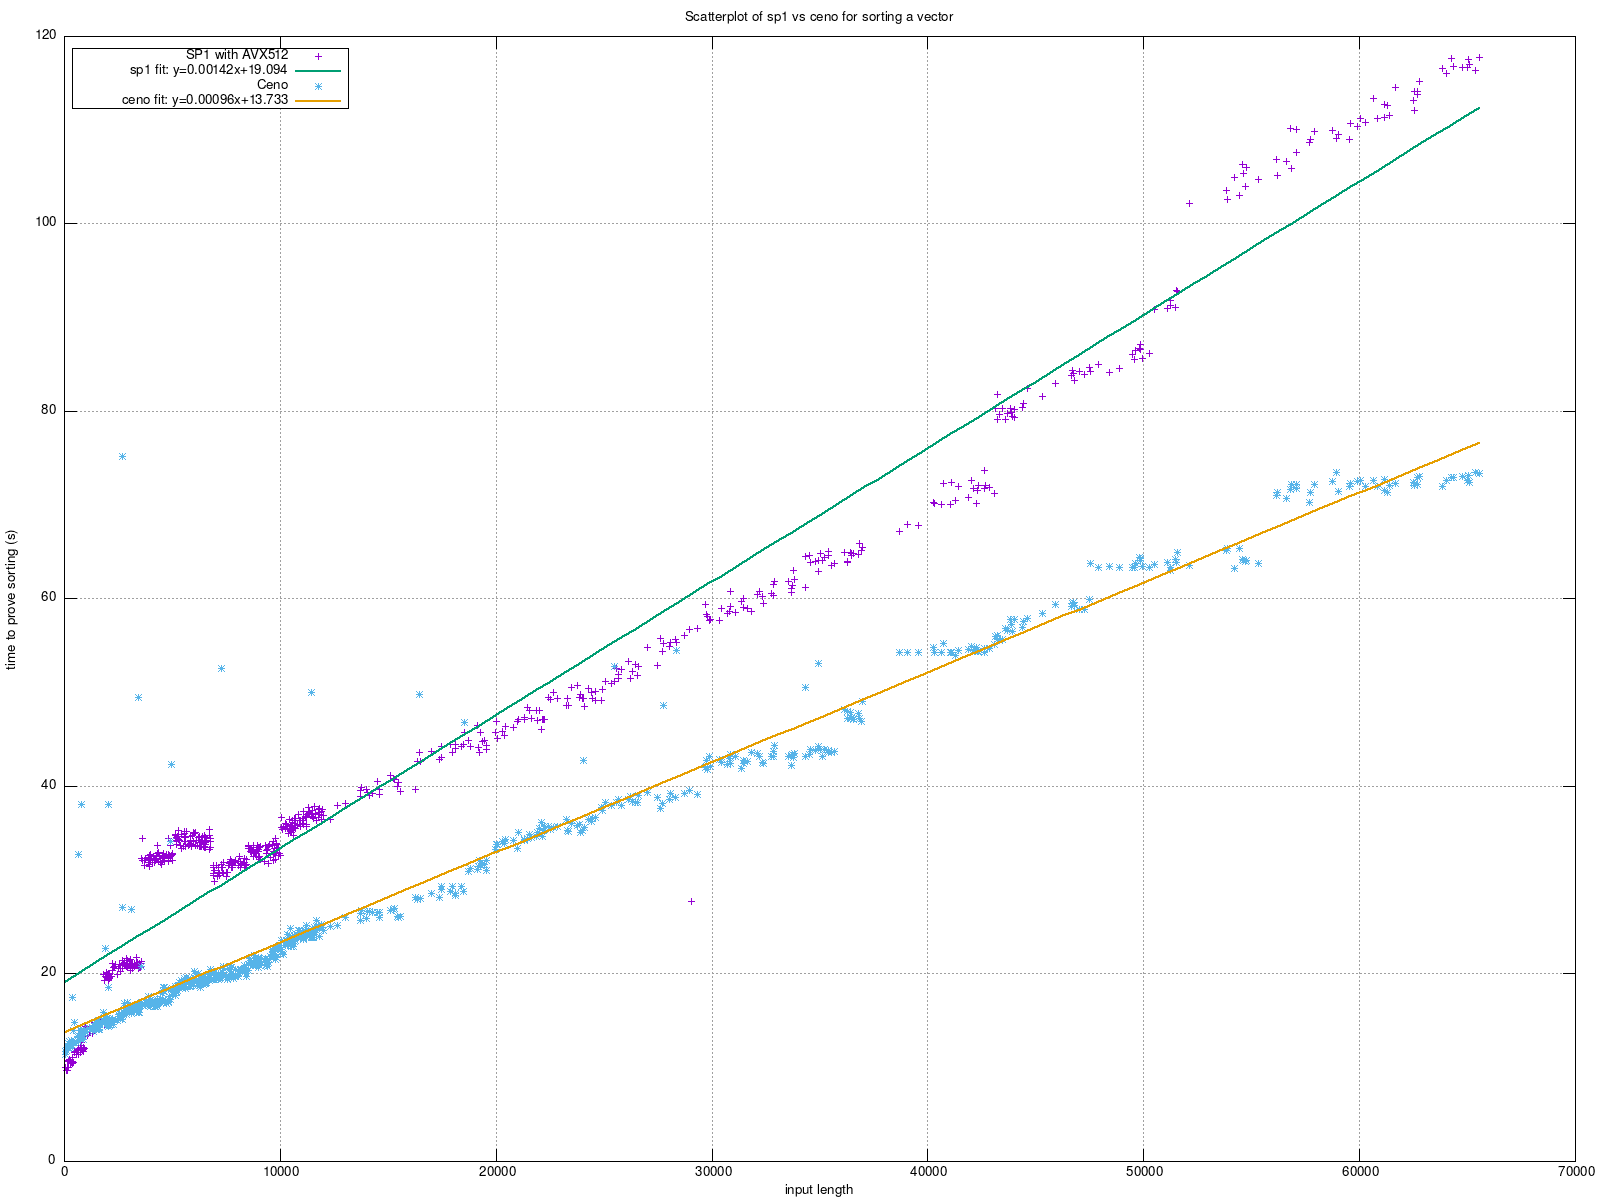 Scatterplot of sp1 vs ceno for sorting a vector
SP1 with AVX512
sp1 fit: y=0.00142x+19.094
Ceno
ceno fit: y=0.00096x+13.733
120
100
80
60
40
20
0
time to prove sorting (s)
0 10000 20000 30000 40000 50000 60000 70000
input length